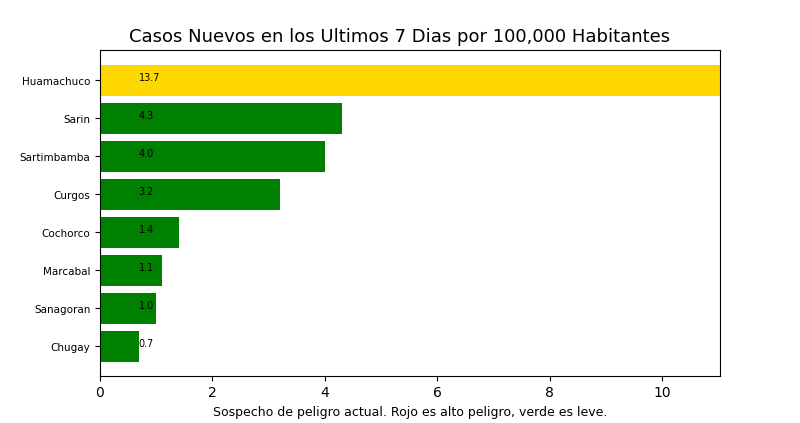 Casos Nuevos en los Ultimos 7 Dias por 100,000 Habitantes
Huamachuco 13.7
Sarin 4.3
Sartimbamba 4.0
Curgos 3.2
Cochorco 1.4
Marcabal 1.1
Sanagoran 1.0
Chugay 0.7
0 2 4 6 8 10
Sospecho de peligro actual. Rojo es alto peligro, verde es leve.